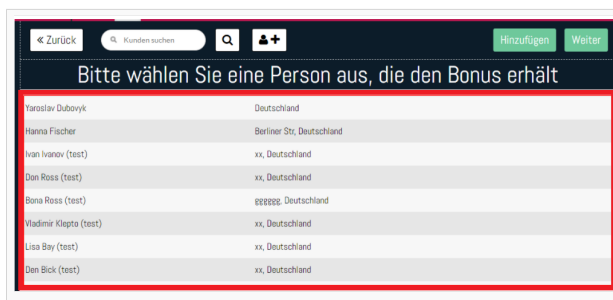 « Zurück Kunden suchen Hinzufügen Weiter
Bitte wählen Sie eine Person aus, die den Bonus erhält
Yaroslav Dubovyk Deutschland
Hanna Fischer Berliner Str, Deutschland
Ivan Ivanov (test) xx, Deutschland
Don Ross (test) xx, Deutschland
Bona Ross (test) gggggg, Deutschland
Vladimir Klepto (test) xx, Deutschland
Lisa Bay (test) xx, Deutschland
Den Bick (test) xx, Deutschland